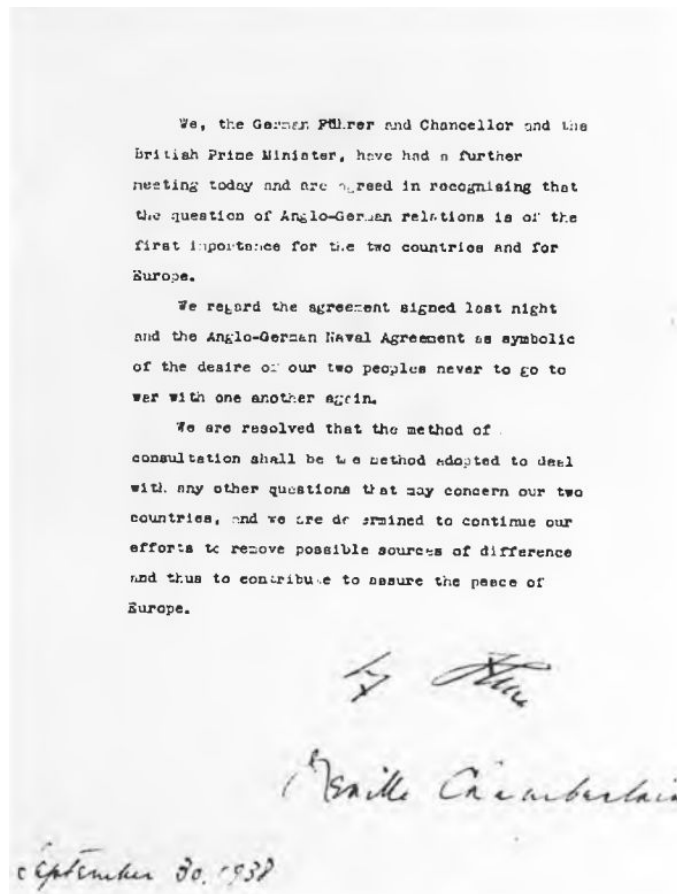 We, the German Führer and Chancellor and the
British Prime Minister, have had a further
meeting today and are agreed in recognising that
the question of Anglo-German relations is of the
first importance for the two countries and for
Europe.
We regard the agreement signed last night
and the Anglo-German Naval Agreement as symbolic
of the desire of our two peoples never to go to
war with one another again.
We are resolved that the method of
consultation shall be the method adopted to deal
with any other questions that may concern our two
countries, and we are determined to continue our
efforts to remove possible sources of difference
and thus to contribute to assure the peace of
Europe.
Neville Chamberlain
September 30, 1938